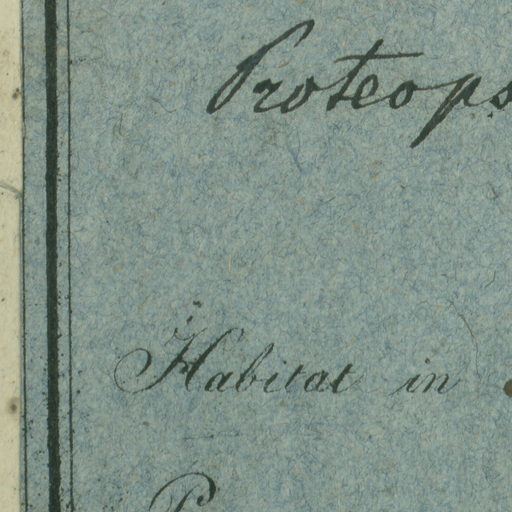 Proteops
Habitat in
P